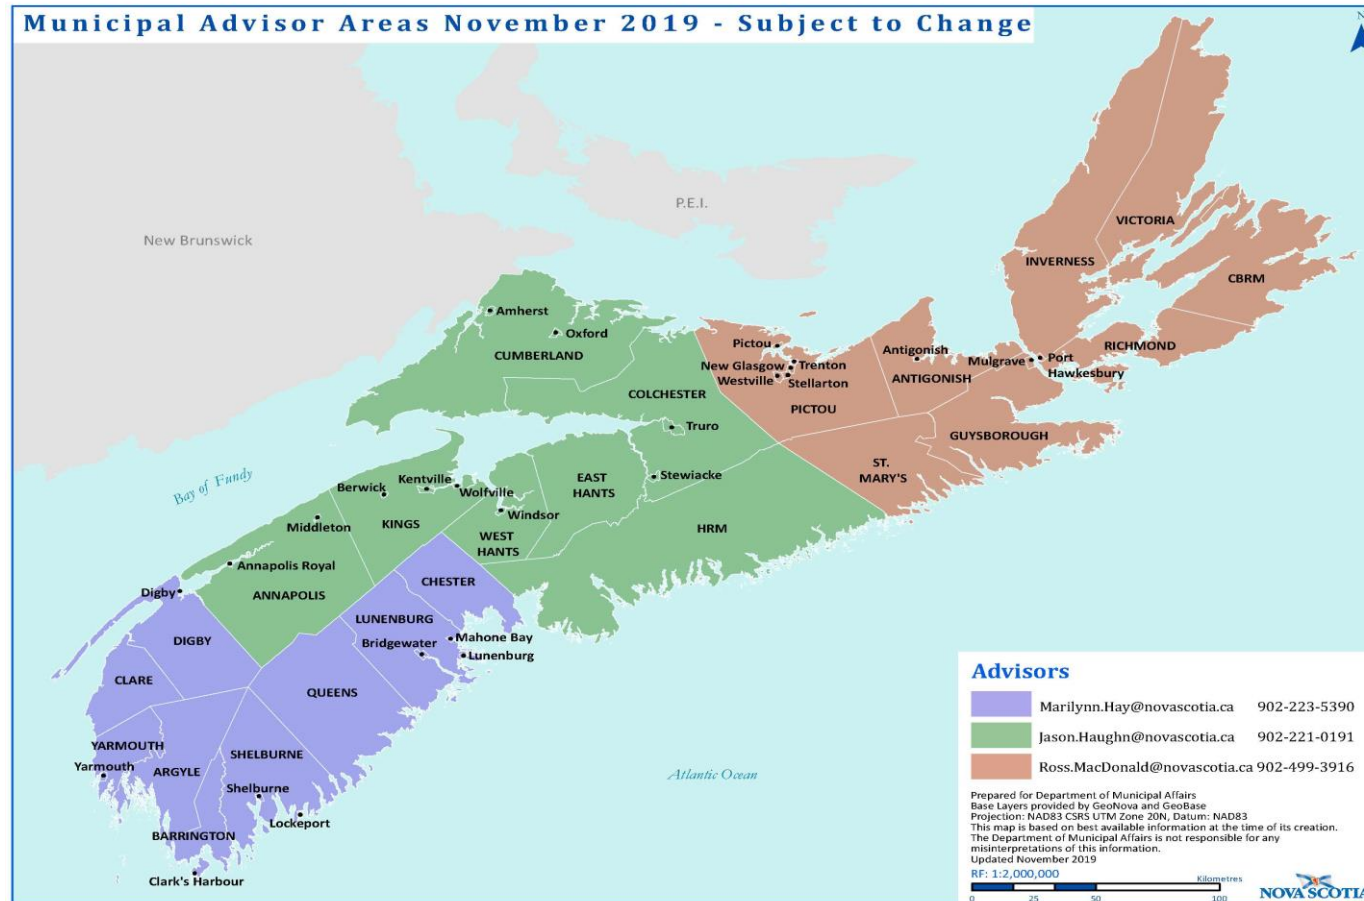 Municipal Advisor Areas November 2019 - Subject to Change
N
P.E.I.
New Brunswick
VICTORIA
INVERNESS
CBRM
Amherst
Oxford
CUMBERLAND
Pictou
Antigonish
RICHMOND
Mulgrave
Port
Hawkesbury
New Glasgow
Trenton
Westville
Stellarton
ANTIGONISH
COLCHESTER
PICTOU
Truro
GUYSBOROUGH
Bay of Fundy
ST.
MARY'S
Kentville
Berwick
Wolfville
EAST
HANTS
Stewiacke
Middleton
KINGS
Windsor
HRM
WEST
HANTS
Annapolis Royal
ANNAPOLIS
CHESTER
Digby
LUNENBURG
DIGBY
Bridgewater
Mahone Bay
Lunenburg
CLARE
QUEENS
YARMOUTH
Yarmouth
ARGYLE
SHELBURNE
Shelburne
Atlantic Ocean
Lockeport
BARRINGTON
Clark's Harbour
Advisors
Marilynn.Hay@novascotia.ca 902-223-5390
Jason.Haughn@novascotia.ca 902-221-0191
Ross.MacDonald@novascotia.ca 902-499-3916
Prepared for Department of Municipal Affairs
Base Layers provided by GeoNova and GeoBase
Projection: NAD83 CSRS UTM Zone 20N, Datum: NAD83
This map is based on best available information at the time of its creation.
The Department of Municipal Affairs is not responsible for any
misinterpretations of this information.
Updated November 2019
RF: 1:2,000,000
Kilometres
0 25 50 100
NOVA SCOTIA